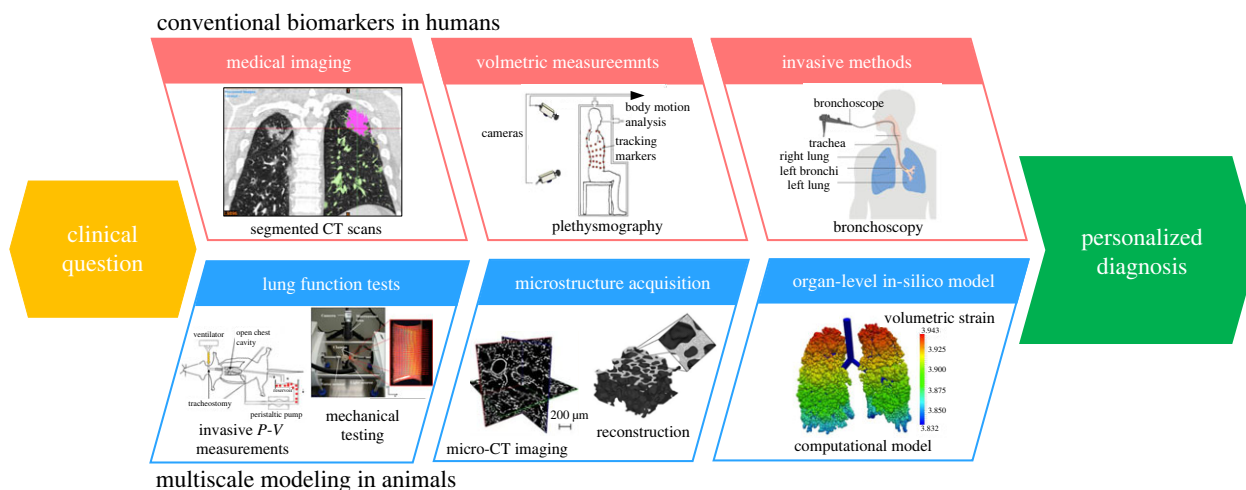 conventional biomarkers in humans
medical imaging
segmented CT scans
volmetric measureemnts
cameras
body motion
analysis
tracking
markers
plethysmography
invasive methods
bronchoscope
trachea
right lung
left bronchi
left lung
bronchoscopy
clinical
question
personalized
diagnosis
lung function tests
ventilator
open chest
cavity
tracheostomy
reservoir
peristaltic pump
invasive P-V
measurements
mechanical
testing
microstructure acquisition
200 μm
micro-CT imaging
reconstruction
organ-level in-silico model
volumetric strain
3.943
3.925
3.900
3.875
3.850
3.832
computational model
multiscale modeling in animals